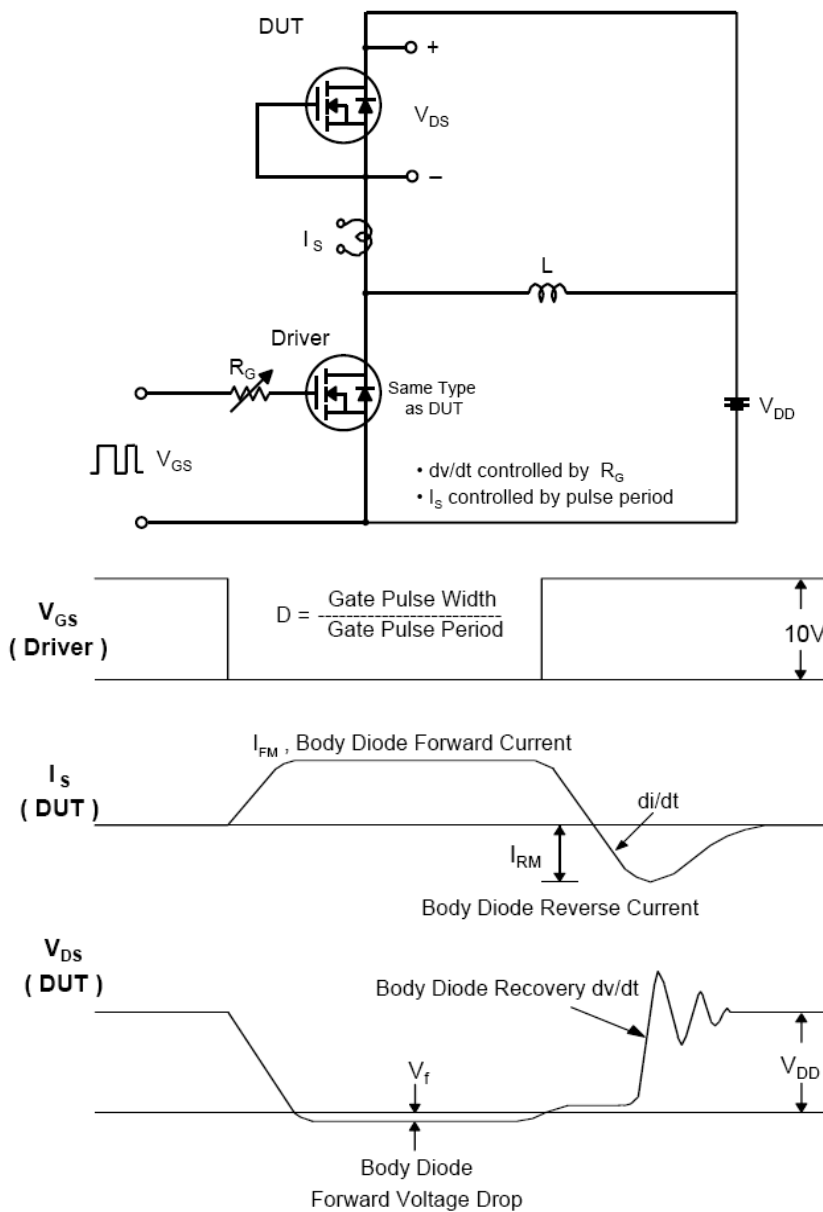 DUT
+
V_DS
–
I_S
L
Driver
R_G
Same Type
as DUT
V_DD
V_GS
• dv/dt controlled by R_G
• I_S controlled by pulse period
V_GS
( Driver )
D = Gate Pulse Width
--------------------------
Gate Pulse Period
10V
I_FM , Body Diode Forward Current
I_S
( DUT )
di/dt
I_RM
Body Diode Reverse Current
V_DS
( DUT )
Body Diode Recovery dv/dt
V_f
V_DD
Body Diode
Forward Voltage Drop